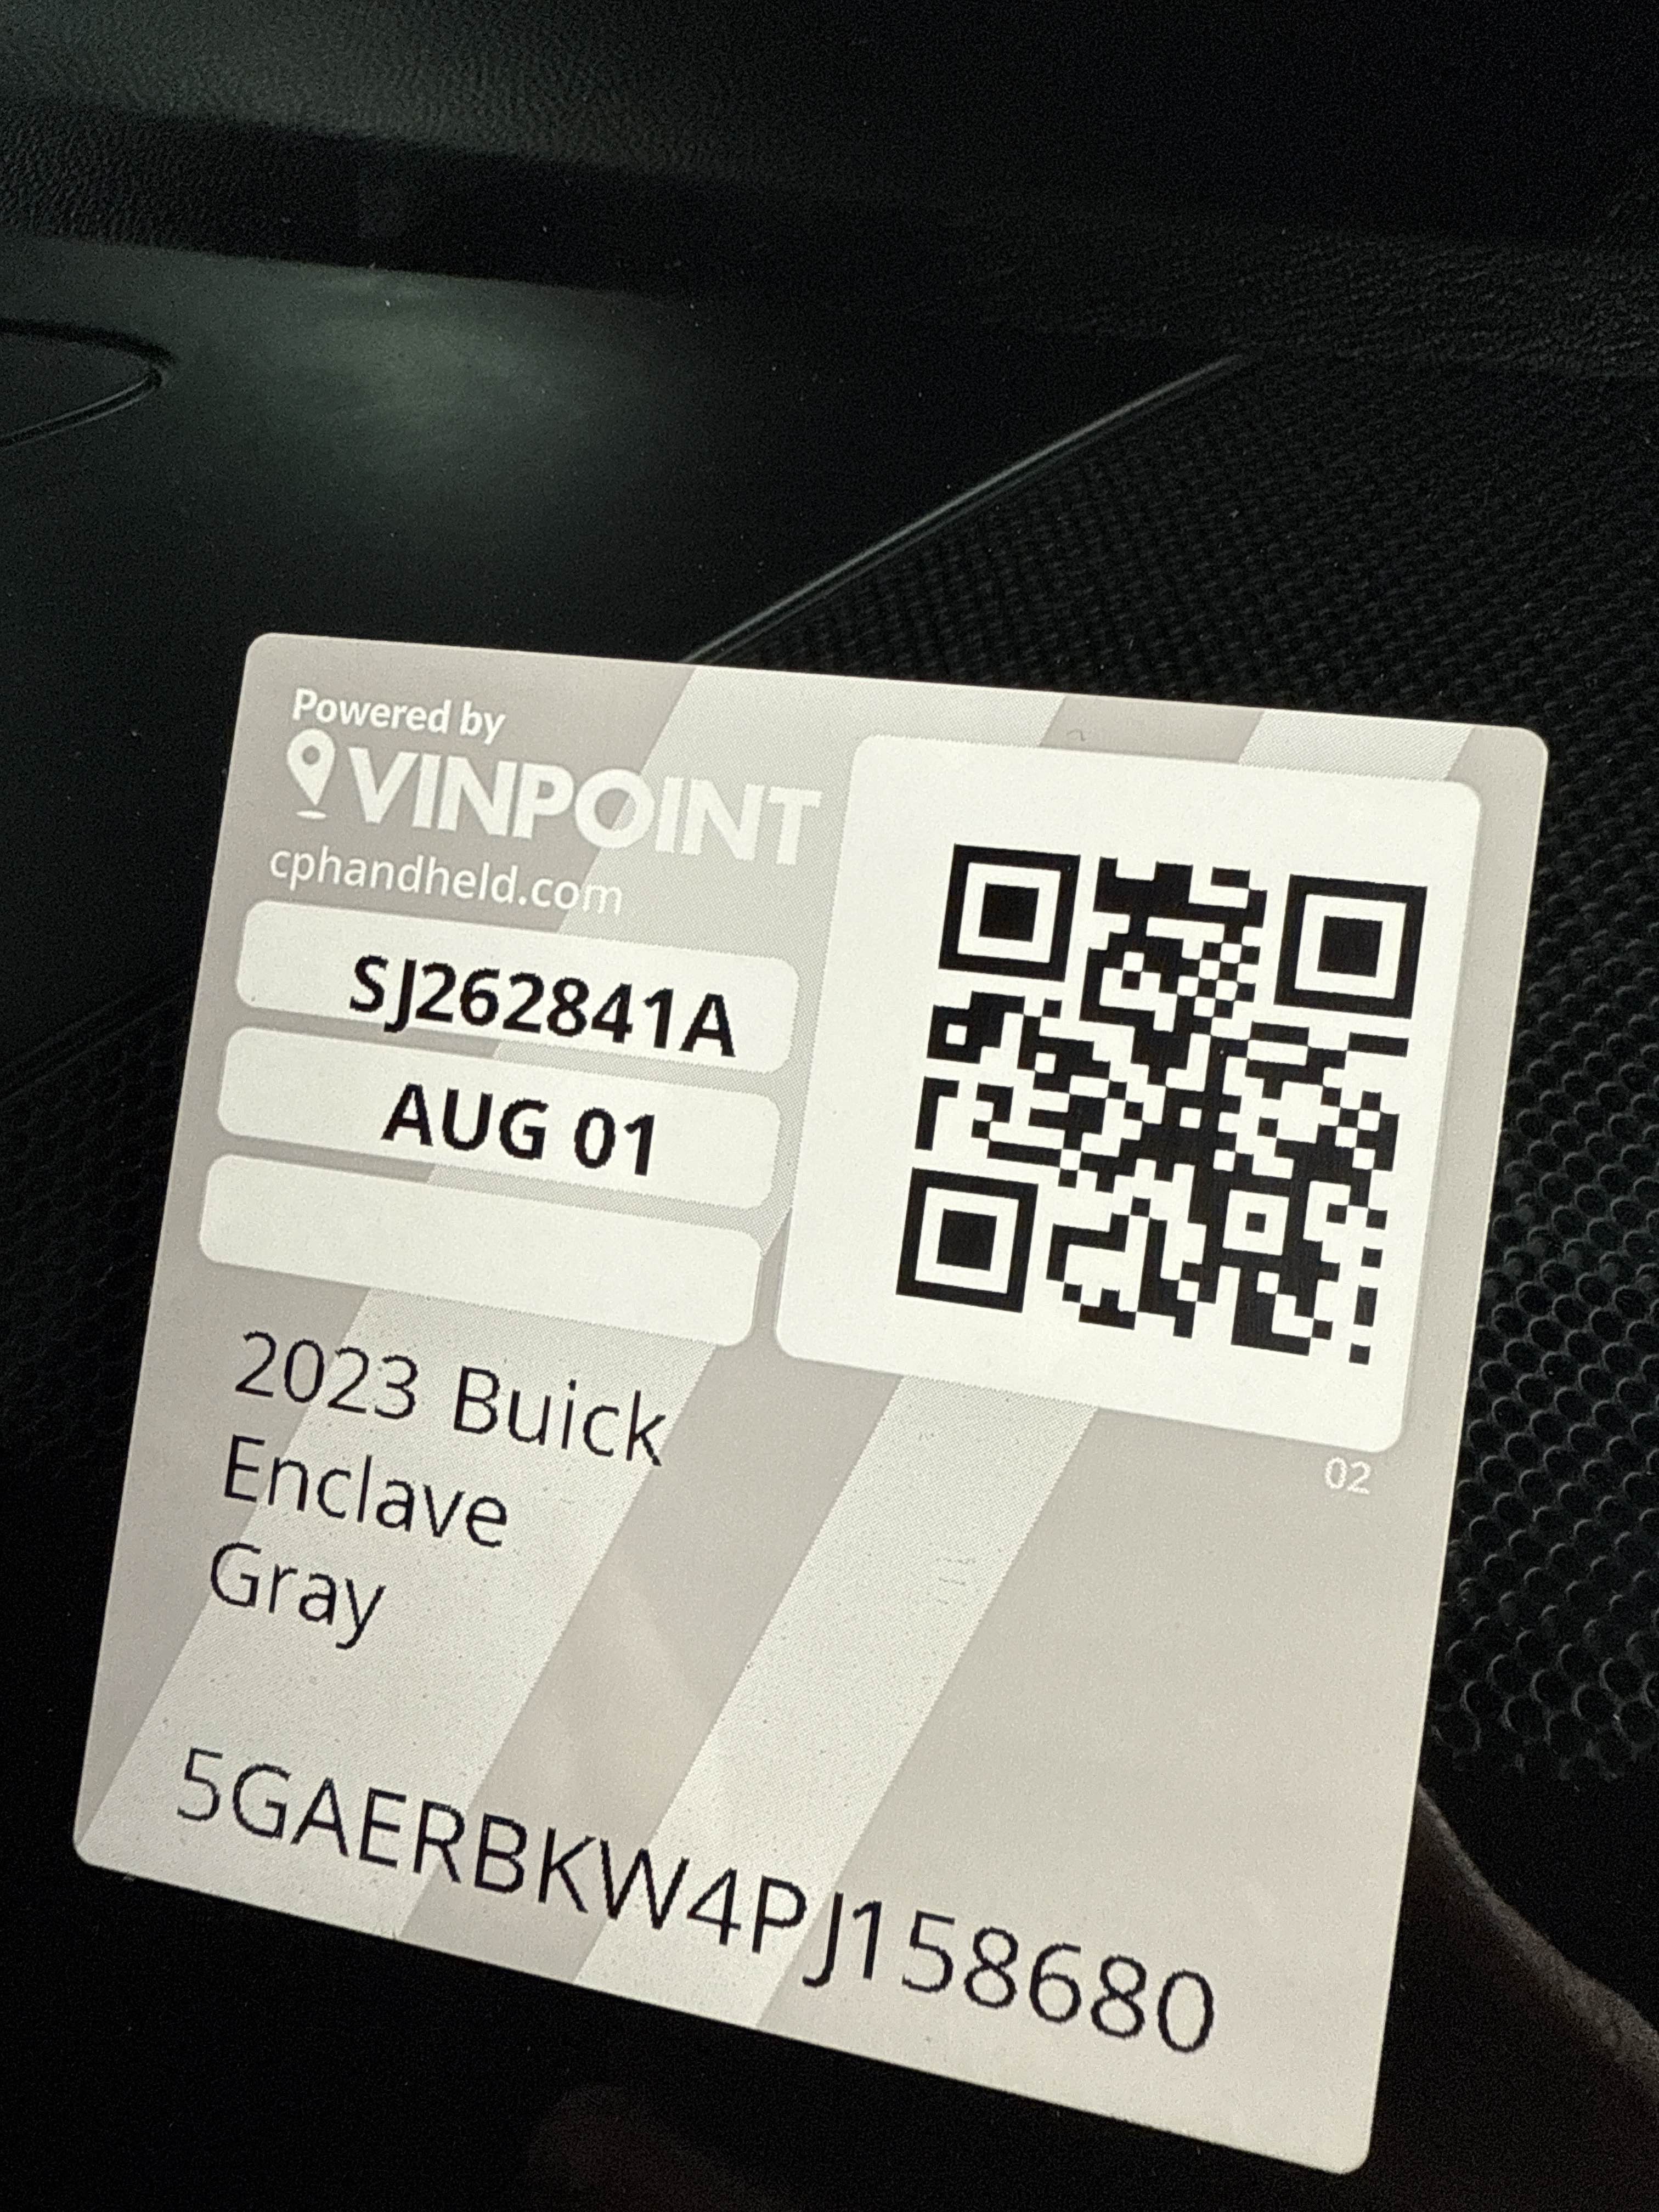 Powered by
VINPOINT
cphandheld.com
SJ262841A
AUG 01
02
2023 Buick
Enclave
Gray
5GAERBKW4PJ158680